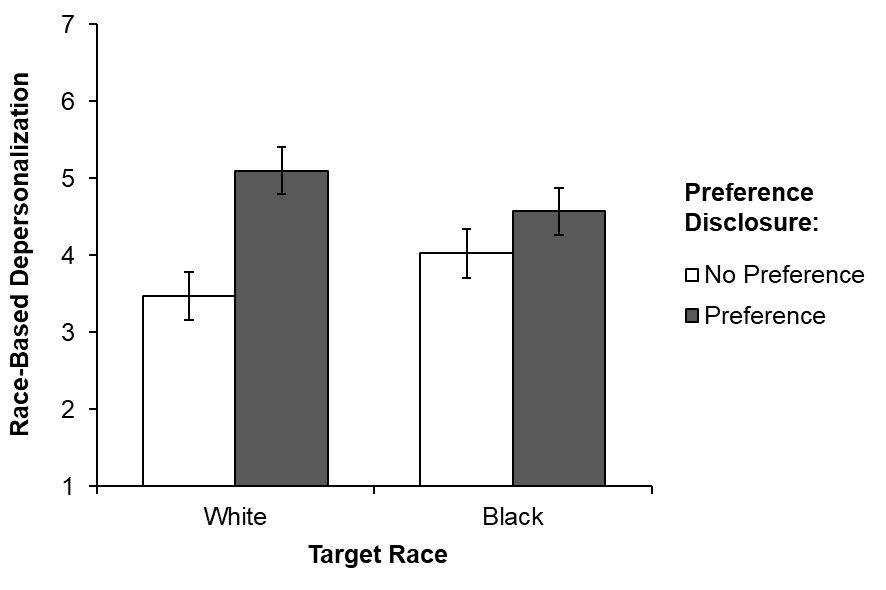 7
6
5
4
3
2
1
Race-Based Depersonalization
White
Black
Target Race
Preference
Disclosure:
No Preference
Preference